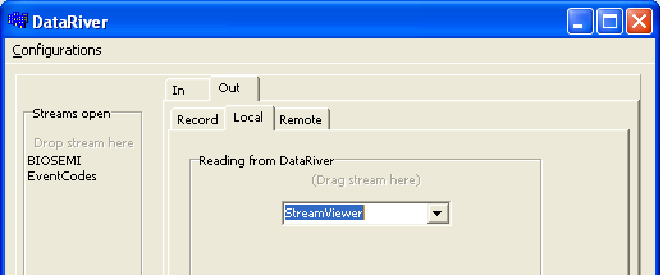 DataRiver
Configurations
In Out
Streams open
Record Local Remote
Drop stream here
BIOSEMI
EventCodes
Reading from DataRiver
(Drag stream here)
StreamViewer